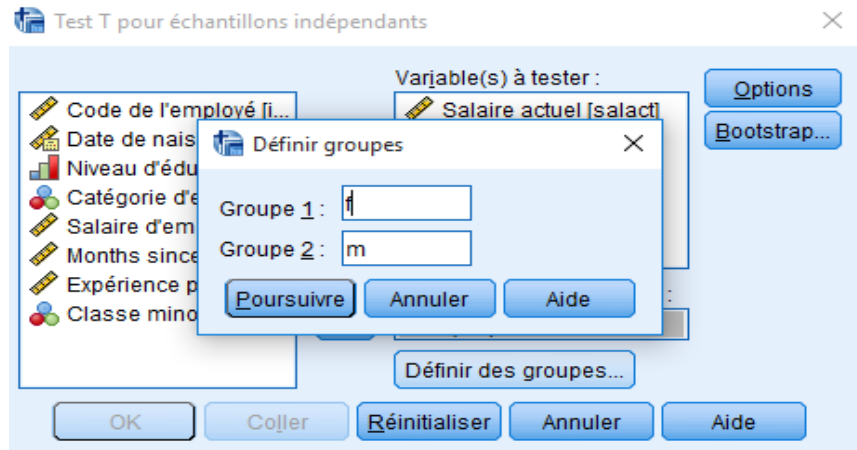 Test T pour échantillons indépendants
Variable(s) à tester :
Code de l'employé [i...
Date de nais
Niveau d'édu
Catégorie d'e
Salaire d'em
Months since
Expérience p
Classe mino
Salaire actuel [salact]
Options
Bootstrap...
Définir groupes
Groupe 1 : f
Groupe 2 : m
Poursuivre Annuler Aide
:
Définir des groupes...
OK Coller Réinitialiser Annuler Aide